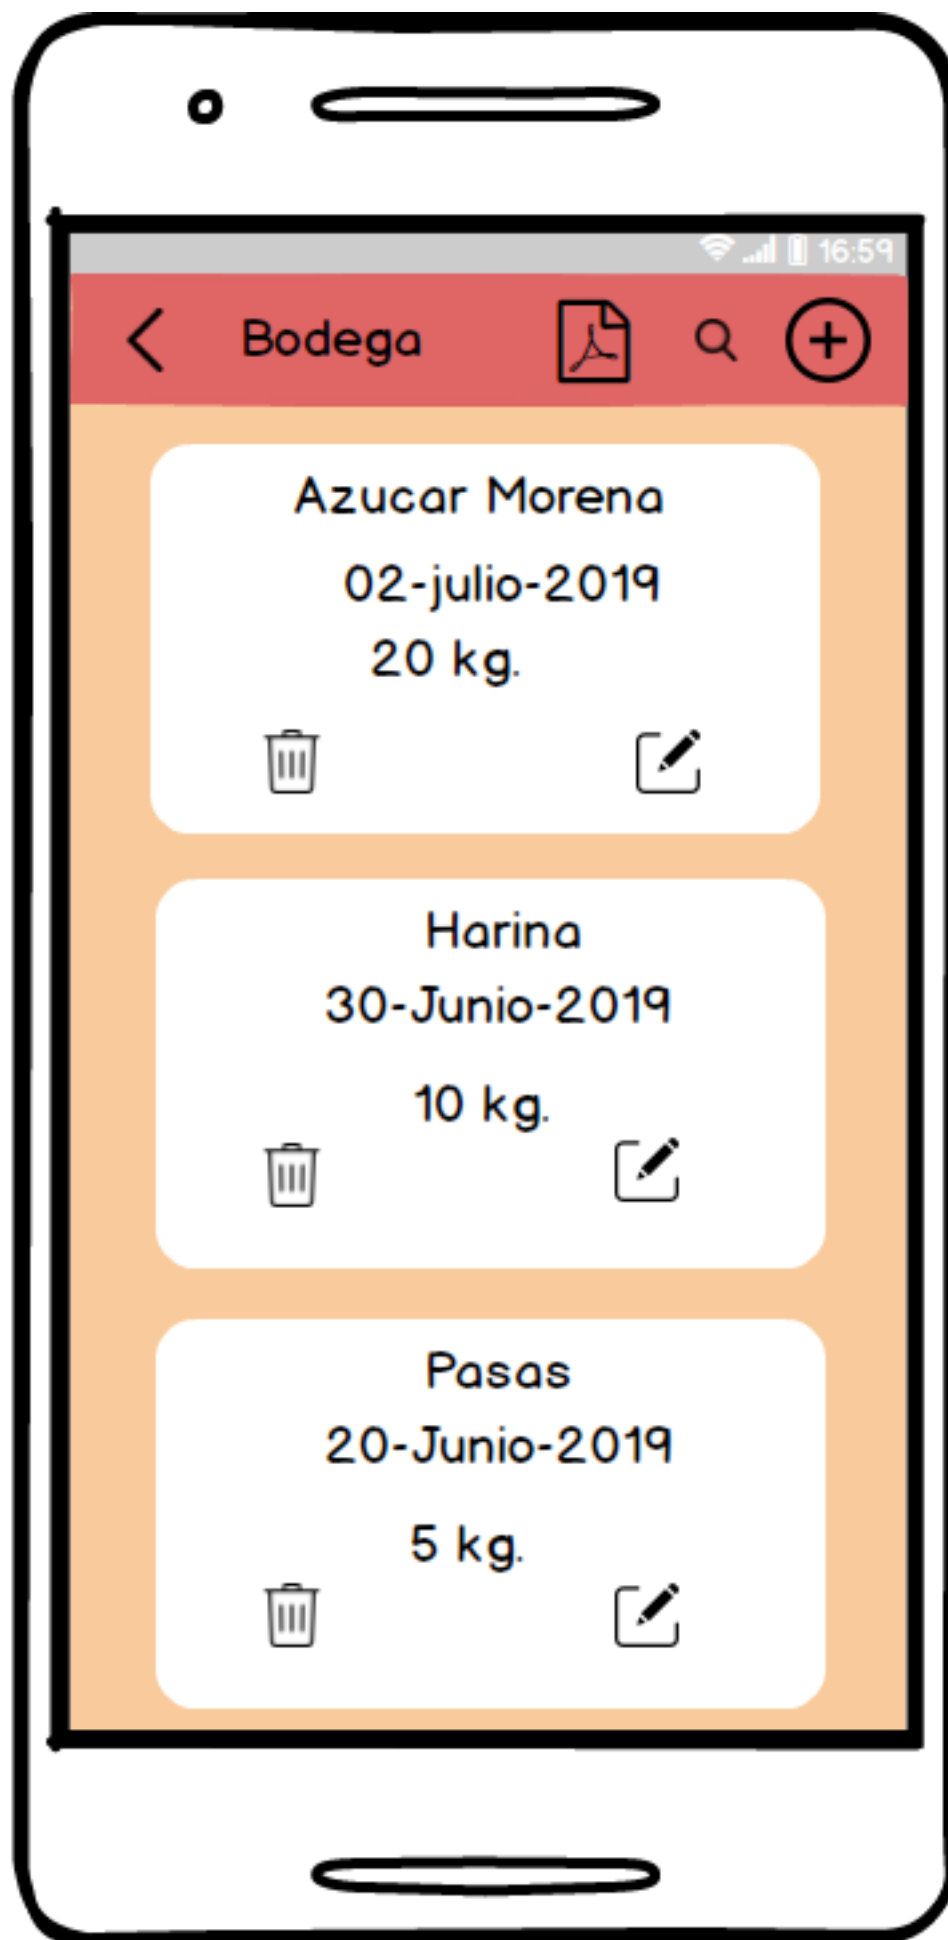 16:59
Bodega
Azucar Morena
02-julio-2019
20 kg.
Harina
30-Junio-2019
10 kg.
Pasas
20-Junio-2019
5 kg.